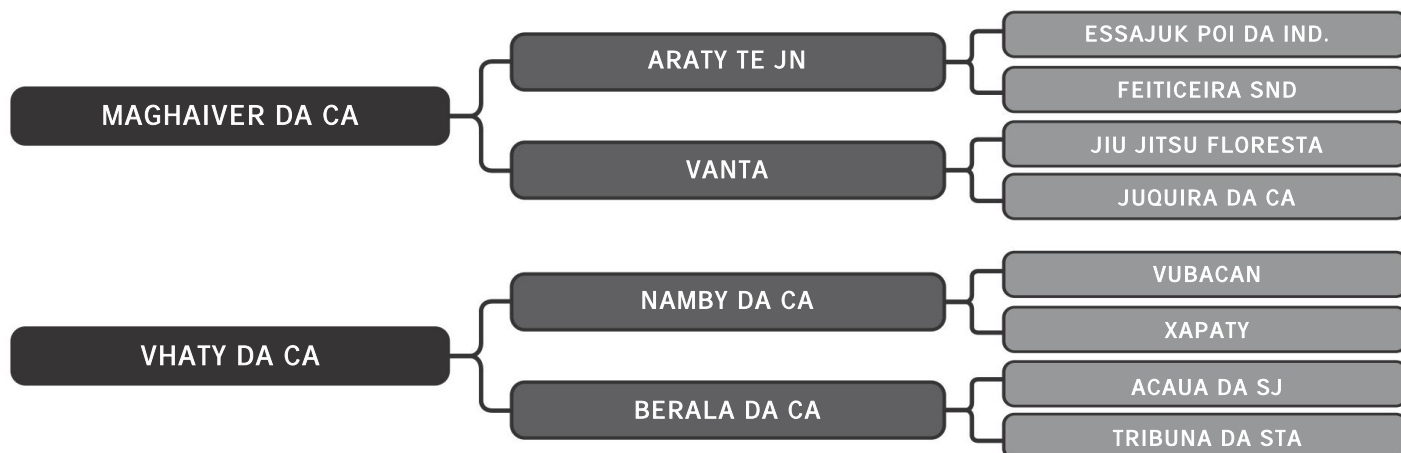 MAGHAIVER DA CA
ARATY TE JN
VANTA
ESSAJUK POI DA IND.
FEITICEIRA SND
JIU JITSU FLORESTA
JUQUIRA DA CA
VHATY DA CA
NAMBY DA CA
BERALA DA CA
VUBACAN
XAPATY
ACAUA DA SJ
TRIBUNA DA STA